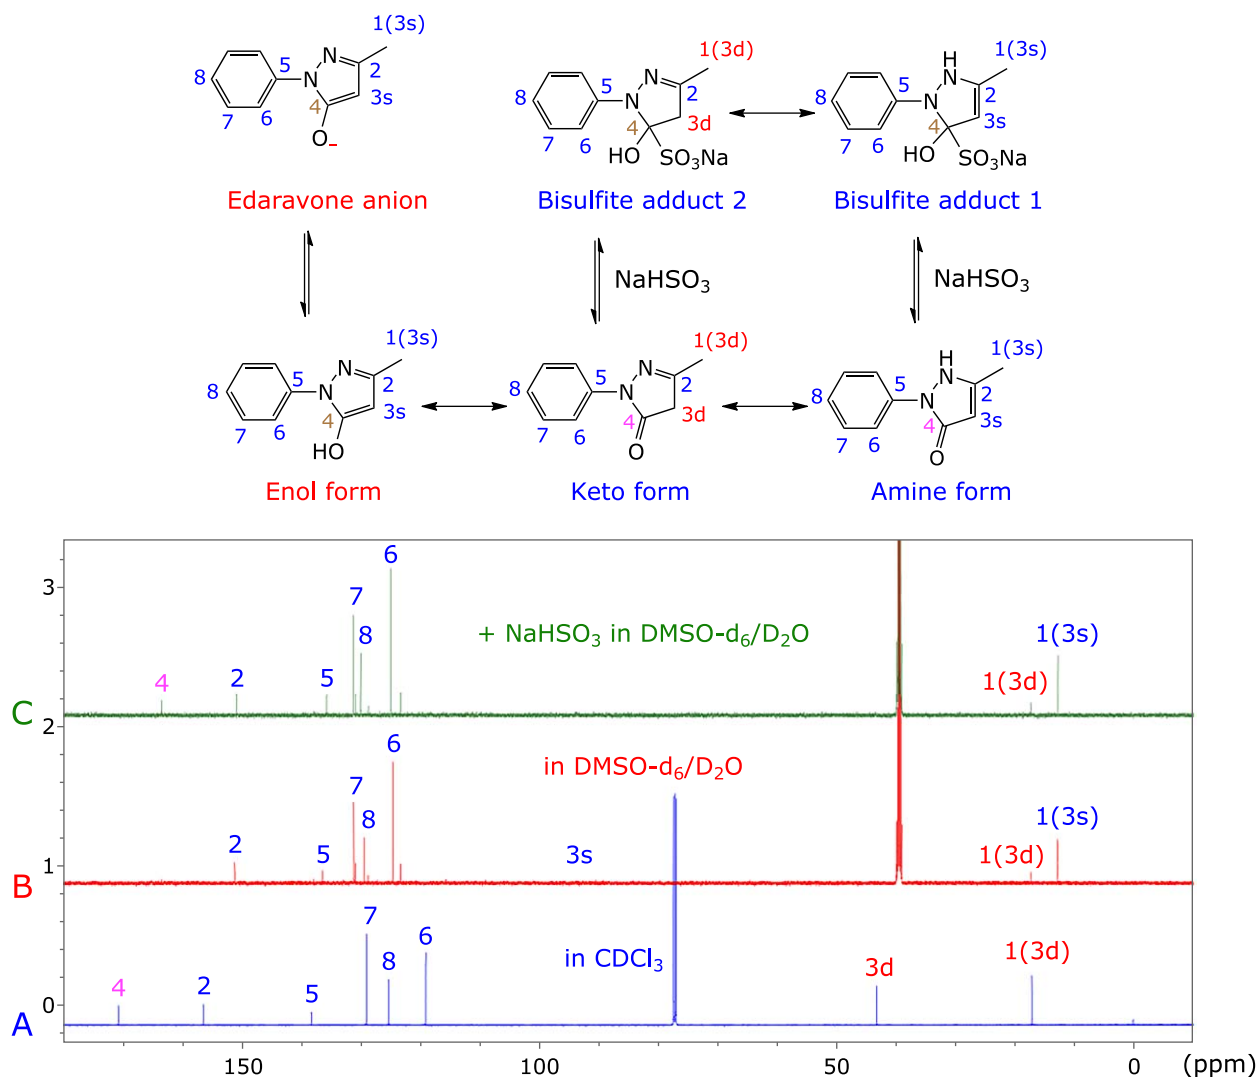 1(3s)
N
5
N
2
8
4
3s
7
6
O−
Edaravone anion
1(3d)
N
5
N
2
8
4
3d
6
7
HO
SO3Na
Bisulfite adduct 2
1(3s)
H
N
5
N
2
8
4
3s
6
7
HO
SO3Na
Bisulfite adduct 1
NaHSO3
NaHSO3
1(3s)
N
5
N
2
8
4
3s
7
6
HO
Enol form
1(3d)
N
5
N
2
8
4
3d
7
6
O
Keto form
1(3s)
H
N
5
N
2
8
4
3s
7
6
O
Amine form
3
6
7
8
+ NaHSO3 in DMSO-d6/D2O
1(3s)
4
2
5
1(3d)
C
2
6
in DMSO-d6/D2O
7
8
2
5
3s
1(3d)
1(3s)
1
B
7
6
8
in CDCl3
3d
1(3d)
4
2
5
0
A
150
100
50
0
(ppm)